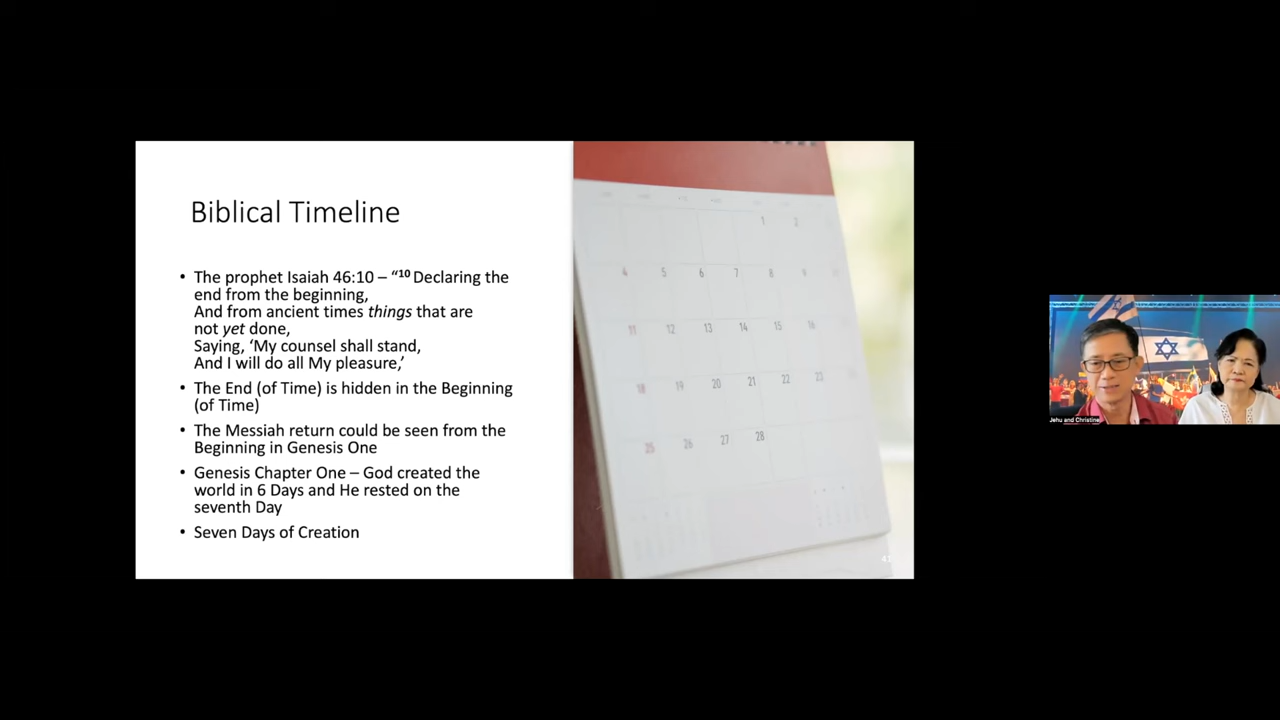 Biblical Timeline
• The prophet Isaiah 46:10 – “10 Declaring the
end from the beginning,
And from ancient times things that are
not yet done,
Saying, ‘My counsel shall stand,
And I will do all My pleasure,’
• The End (of Time) is hidden in the Beginning
(of Time)
• The Messiah return could be seen from the
Beginning in Genesis One
• Genesis Chapter One – God created the
world in 6 Days and He rested on the
seventh Day
• Seven Days of Creation
1 2
4 5 6 7 8 9
11 12 13 14 15 16
18 19 20 21 22 23
25 26 27 28
41
Jehu and Christine